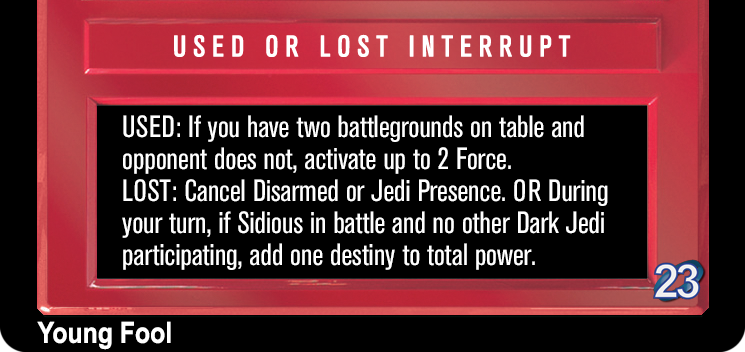 USED OR LOST INTERRUPT
USED: If you have two battlegrounds on table and
opponent does not, activate up to 2 Force.
LOST: Cancel Disarmed or Jedi Presence. OR During
your turn, if Sidious in battle and no other Dark Jedi
participating, add one destiny to total power.
23
Young Fool